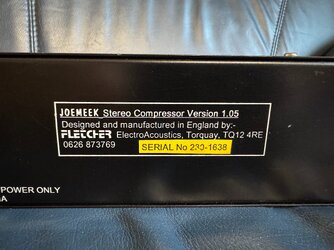 JOEMEEK Stereo Compressor Version 1.05
Designed and manufactured in England by:-
FLETCHER ElectroAcoustics, Torquay, TQ12 4RE
0626 873769
SERIAL No 230-1638
POWER ONLY